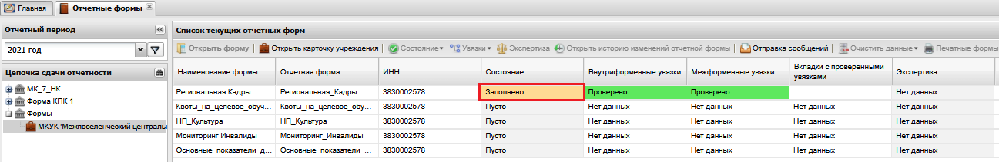 Главная
Отчетные формы
Отчетный период
2021 год
Цепочка сдачи отчетности
МК_7_НК
Форма КПК 1
Формы
МКУК 'Межпоселенческий централь
Список текущих отчетных форм
Открыть форму Открыть карточку учреждения Состояние Увязки Экспертиза Открыть историю изменений отчетной формы Отправка сообщений Очистить данные Печатные формы
Наименование формы Отчетная форма ИНН Состояние Внутриформенные увязки Межформенные увязки Вкладки с проверенными увязками Экспертиза
Региональные Кадры Региональная_Кадры 3830002578 Заполнено Проверено Проверено Нет данных
Квоты_на_целевое_обуч... Квоты_на_целевое_обу... 3830002578 Пусто Нет данных Нет данных Нет данных Нет данных
НП_Культура НП_Культура 3830002578 Пусто Нет данных Нет данных Нет данных Нет данных
Мониторинг Инвалиды Мониторинг_Инвалиды 3830002578 Пусто Нет данных Нет данных Нет данных Нет данных
Основные_показатели_д... Основные_показатели_... 3830002578 Пусто Нет данных Нет данных Нет данных Нет данных